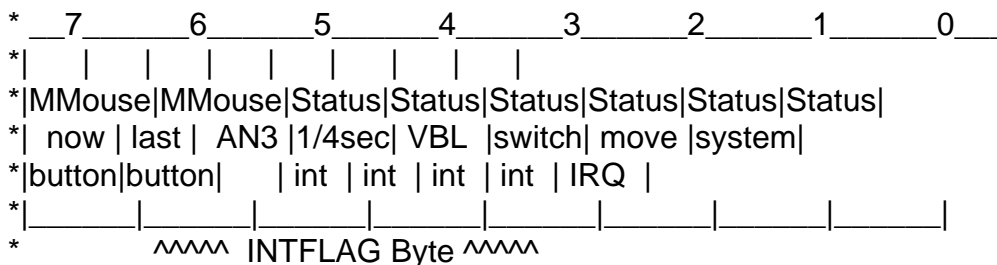 * __7______6______5______4______3______2______1______0___
*| | | | | | | | |
*|MMouse|MMouse|Status|Status|Status|Status|Status|Status|
*| now | last | AN3 |1/4sec| VBL |switch| move |system|
*|button|button| | int | int | int | int | IRQ |
*|______|______|______|______|______|______|______|______|
* ^^^^^ INTFLAG Byte ^^^^^